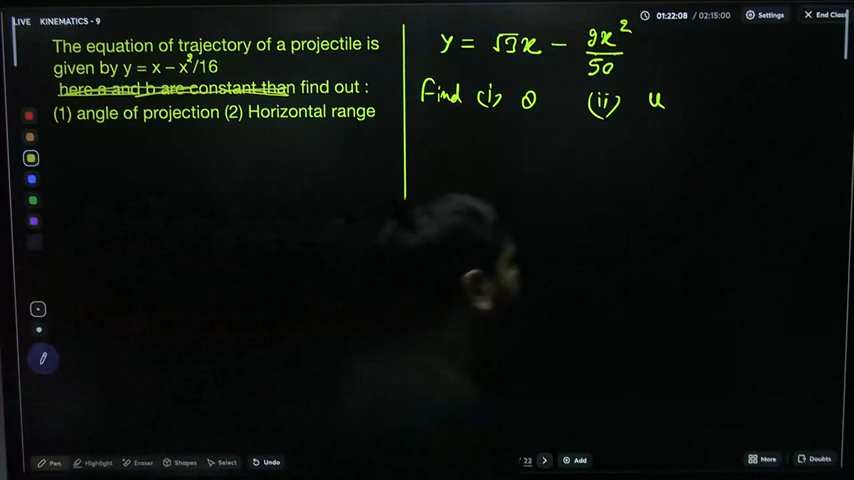 LIVE KINEMATICS - 9
01:22:08 / 02:15:00
Settings
End Class
The equation of trajectory of a projectile is
given by y = x – x²/16
here a and b are constant than find out :
(1) angle of projection (2) Horizontal range
y = √3x − gx²/50
find (i) θ (ii) u
Pen
Highlight
Eraser
Shapes
Select
Undo
/ 22
Add
More
Doubts